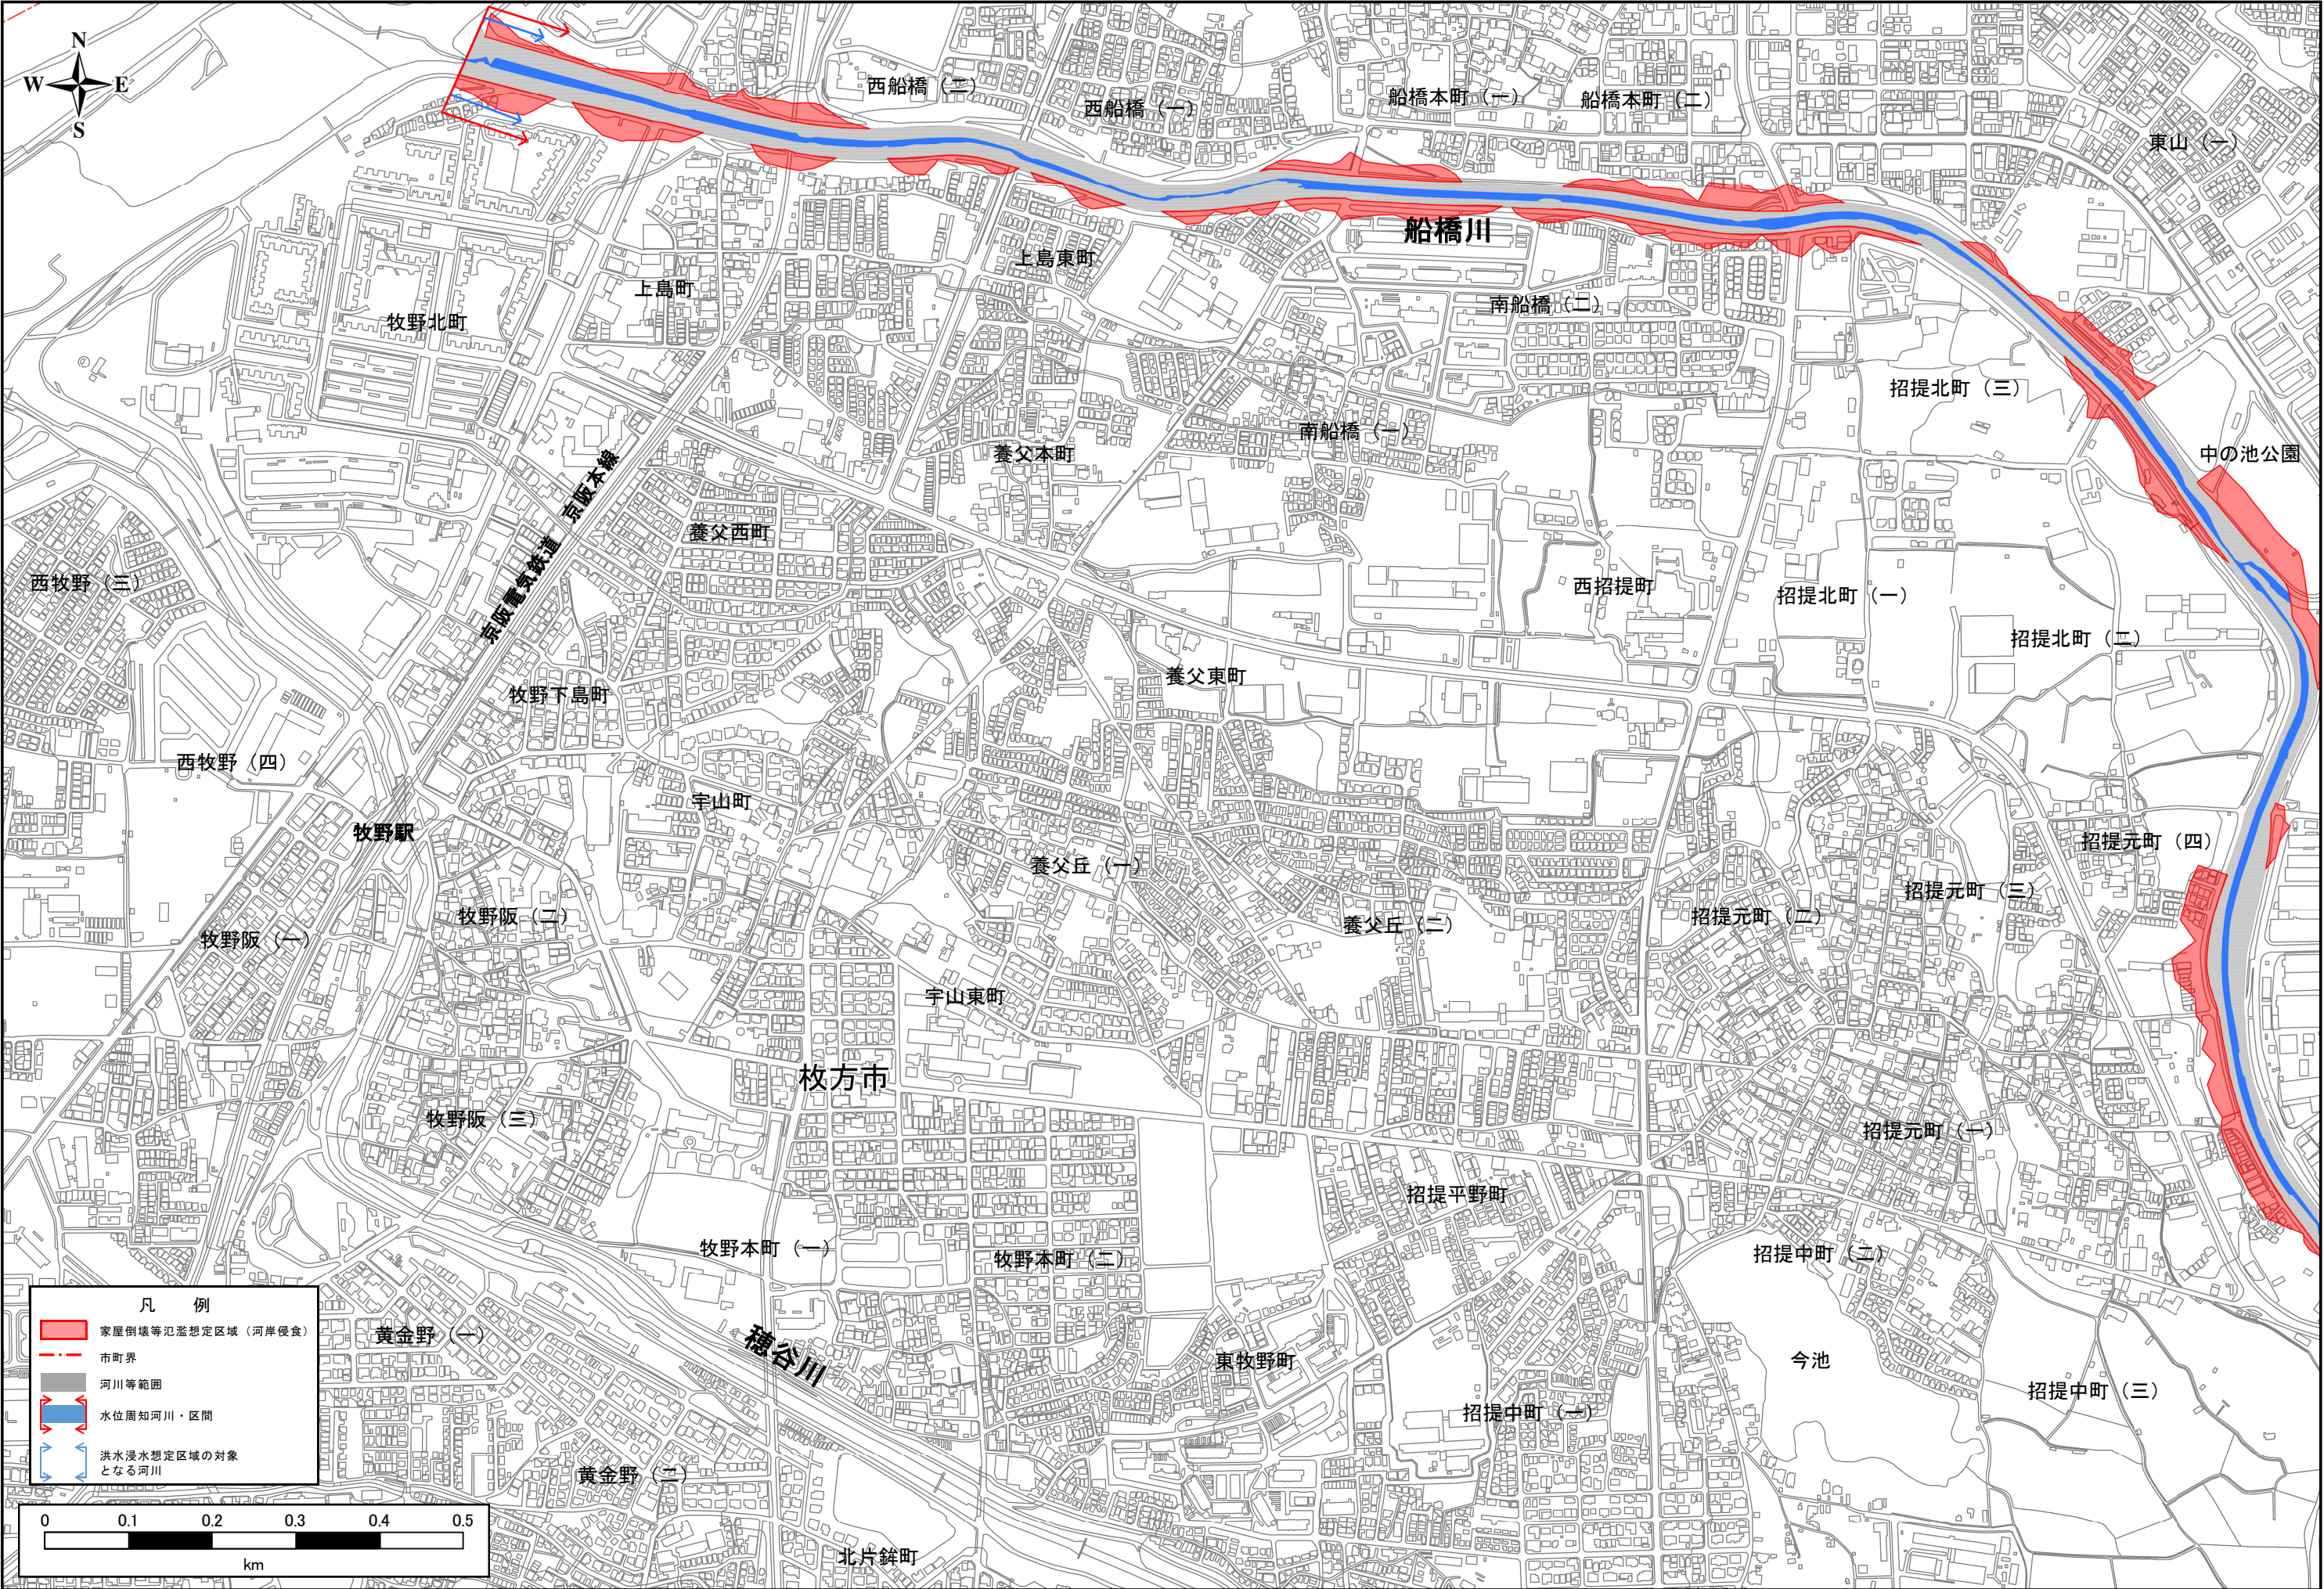 N
W E
S
西船橋（二）
西船橋（一）
船橋本町（一）
船橋本町（二）
東山（一）
船橋川
上島東町
上島町
南船橋（二）
牧野北町
招提北町（三）
南船橋（一）
養父本町
中の池公園
京阪電気鉄道 京阪本線
養父西町
西牧野（三）
西招提町
招提北町（一）
招提北町（二）
養父東町
牧野下島町
西牧野（四）
宇山町
牧野駅
招提元町（四）
養父丘（一）
招提元町（三）
牧野阪（二）
招提元町（二）
養父丘（二）
牧野阪（一）
宇山東町
枚方市
牧野阪（三）
招提元町（一）
招提平野町
牧野本町（一）
牧野本町（二）
招提中町（二）
黄金野（一）
穂谷川
東牧野町
今池
招提中町（三）
招提中町（一）
黄金野（二）
北片鉾町
凡 例
家屋倒壊等氾濫想定区域（河岸侵食）
市町界
河川等範囲
水位周知河川・区間
洪水浸水想定区域の対象
となる河川
0 0.1 0.2 0.3 0.4 0.5
km